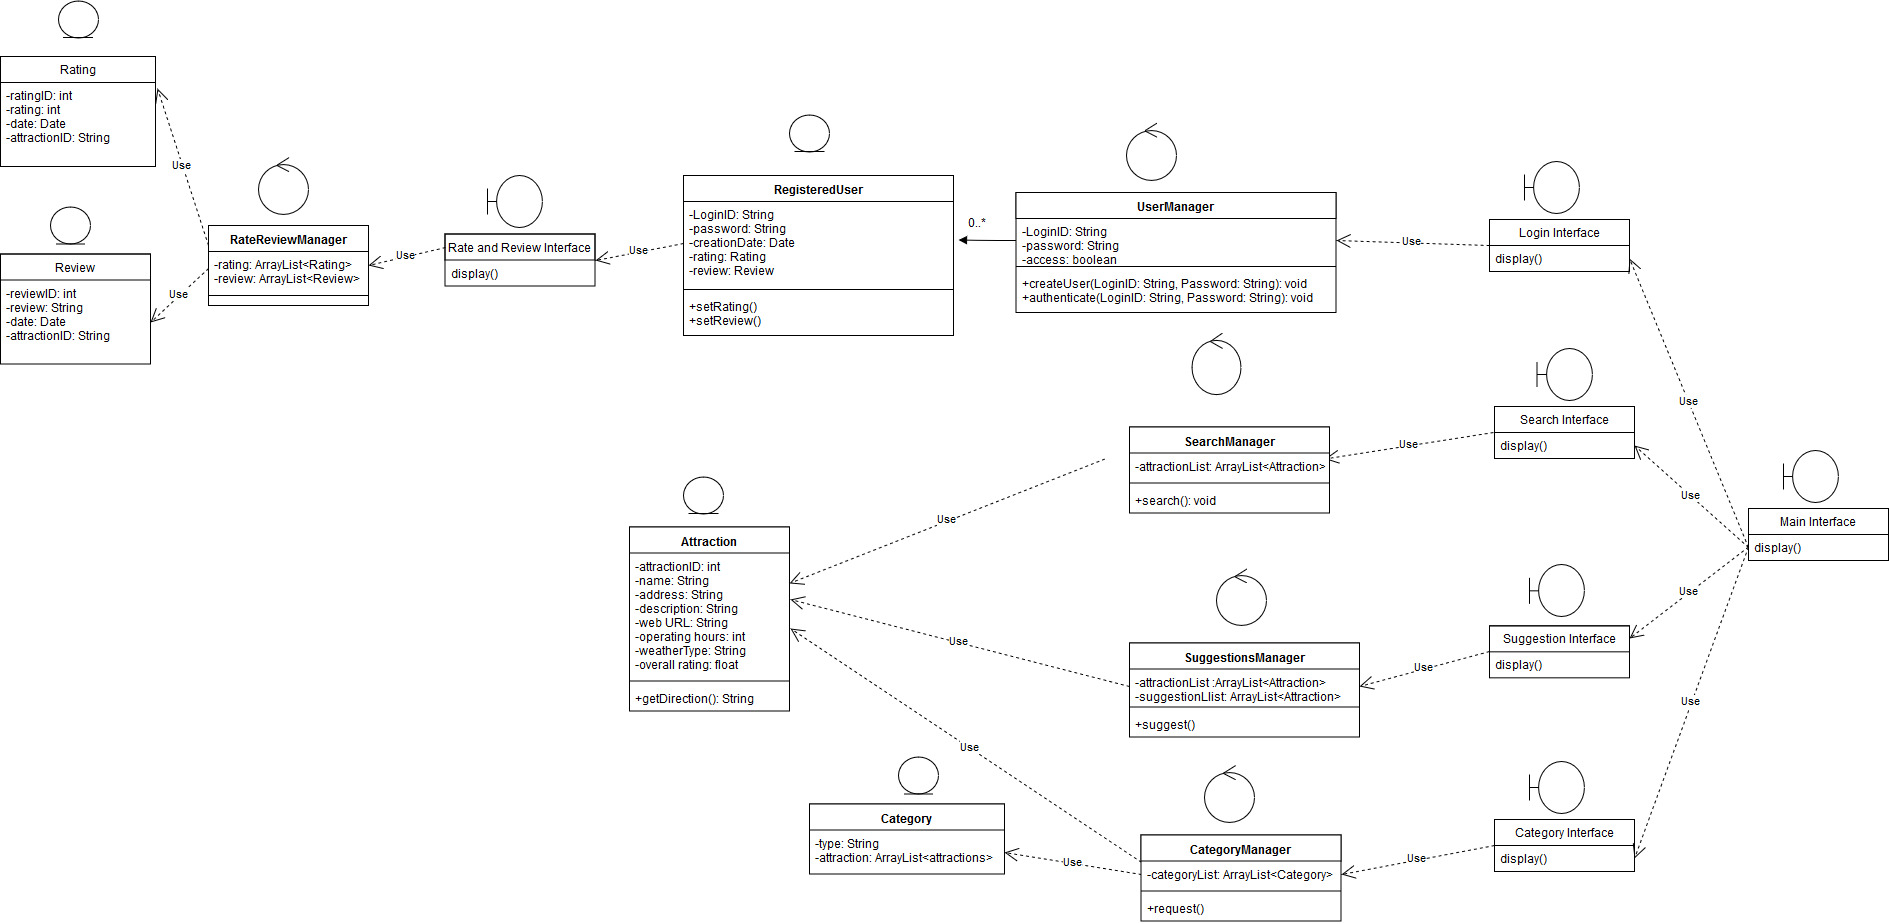 Rating
-ratingID: int
-rating: int
-date: Date
-attractionID: String
Use
Review
-reviewID: int
-review: String
-date: Date
-attractionID: String
Use
RateReviewManager
-rating: ArrayList<Rating>
-review: ArrayList<Review>
Use
Rate and Review Interface
display()
Use
RegisteredUser
-LoginID: String
-password: String
-creationDate: Date
-rating: Rating
-review: Review
+setRating()
+setReview()
0..*
UserManager
-LoginID: String
-password: String
-access: boolean
+createUser(LoginID: String, Password: String): void
+authenticate(LoginID: String, Password: String): void
Use
Login Interface
display()
Use
SearchManager
-attractionList: ArrayList<Attraction>
+search(): void
Use
Search Interface
display()
Use
Main Interface
display()
Use
Attraction
-attractionID: int
-name: String
-address: String
-description: String
-web URL: String
-operating hours: int
-weatherType: String
-overall rating: float
+getDirection(): String
Use
SuggestionsManager
-attractionList :ArrayList<Attraction>
-suggestionLlist: ArrayList<Attraction>
+suggest()
Use
Suggestion Interface
display()
Use
Use
Use
Category
-type: String
-attraction: ArrayList<attractions>
Use
CategoryManager
-categoryList: ArrayList<Category>
+request()
Use
Category Interface
display()